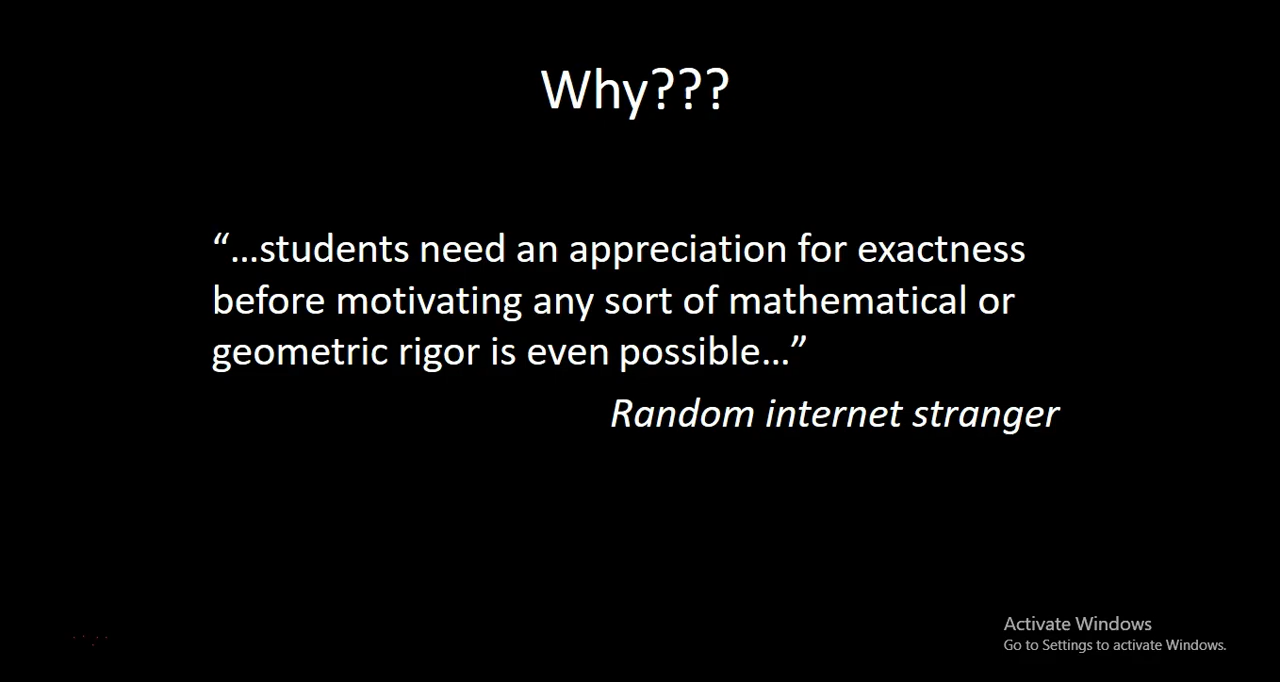 Why???
“...students need an appreciation for exactness
before motivating any sort of mathematical or
geometric rigor is even possible...”
Random internet stranger
Activate Windows
Go to Settings to activate Windows.